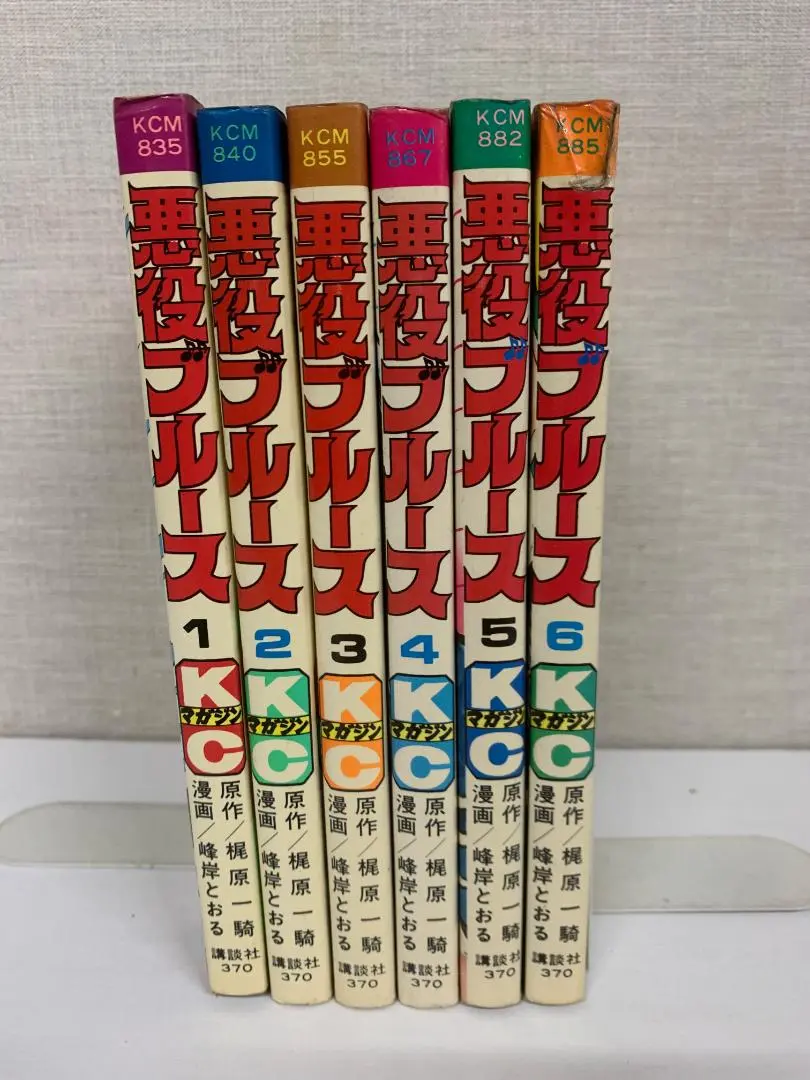 KCM
835
悪役ブルース
1
K
マガジン
C
原作/梶原一騎
漫画/峰岸とおる
講談社
370
KCM
840
悪役ブルース
2
K
マガジン
C
原作/梶原一騎
漫画/峰岸とおる
講談社
370
KCM
855
悪役ブルース
3
K
マガジン
C
原作/梶原一騎
漫画/峰岸とおる
講談社
370
KCM
867
悪役ブルース
4
K
マガジン
C
原作/梶原一騎
漫画/峰岸とおる
講談社
370
KCM
882
悪役ブルース
5
K
マガジン
C
原作/梶原一騎
漫画/峰岸とおる
講談社
370
KCM
885
悪役ブルース
6
K
マガジン
C
原作/梶原一騎
漫画/峰岸とおる
講談社
370